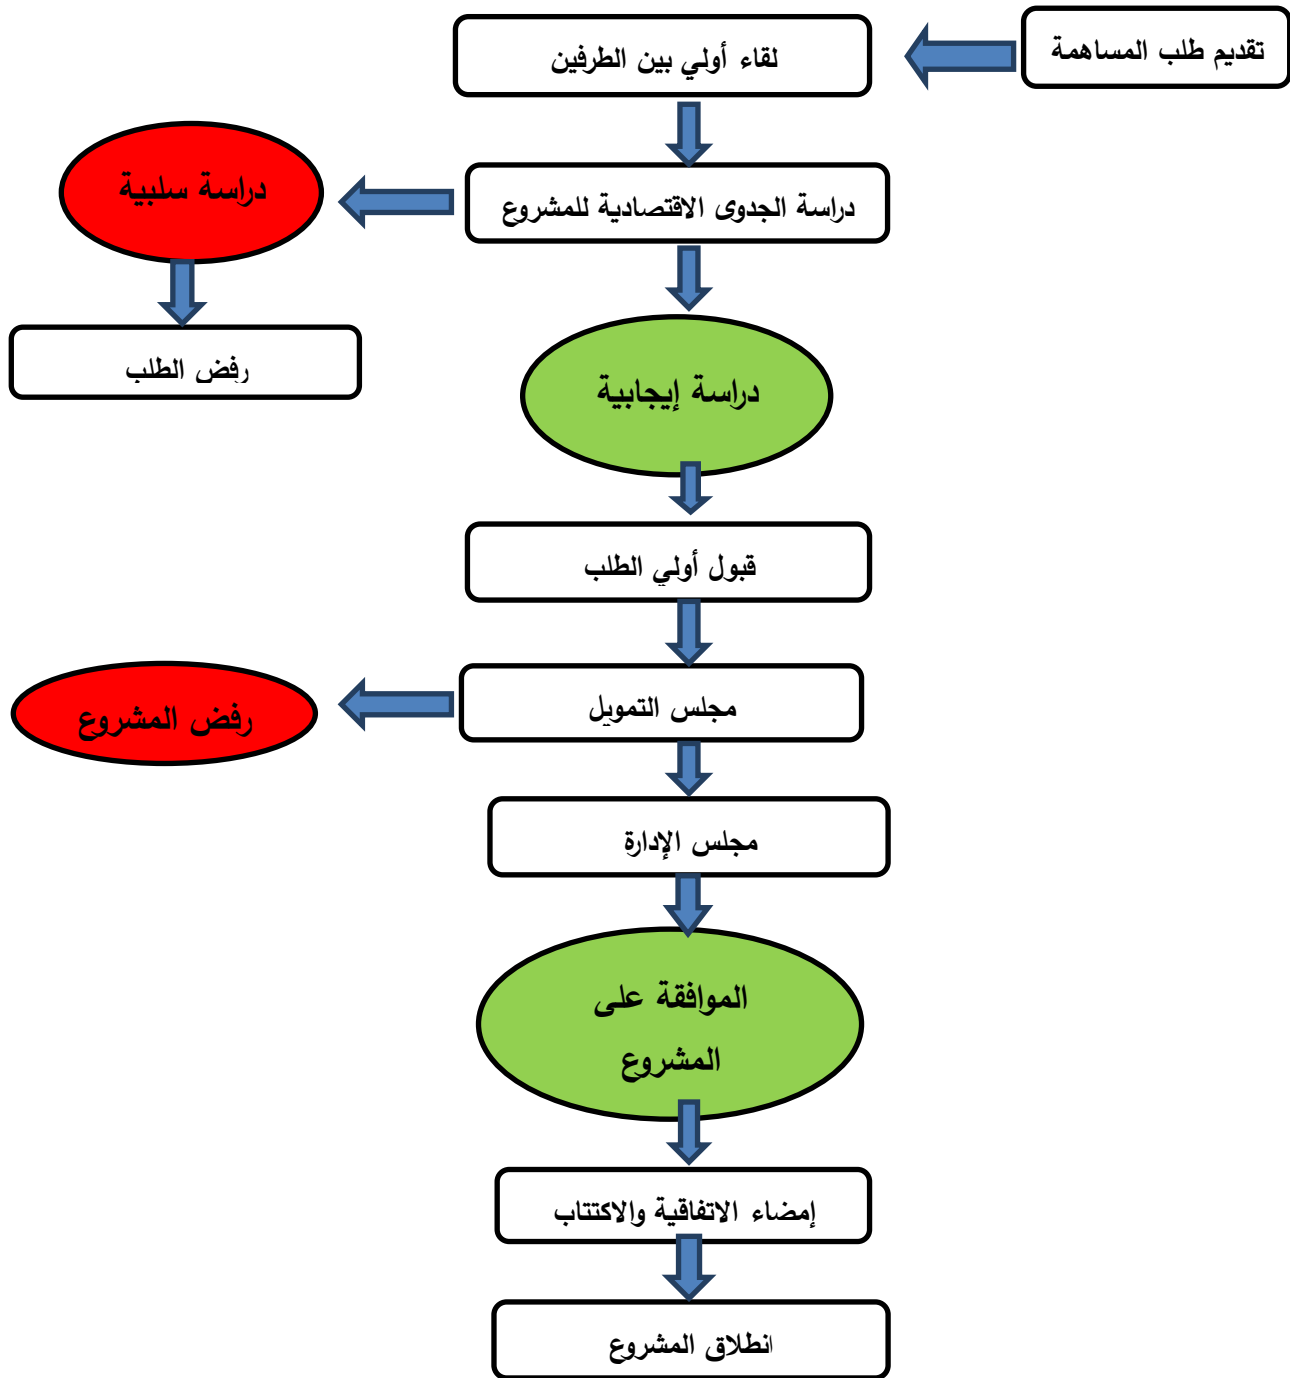 تقديم طلب المساهمة
لقاء أولي بين الطرفين
دراسة الجدوى الاقتصادية للمشروع
دراسة سلبية
رفض الطلب
دراسة إيجابية
قبول أولي الطلب
مجلس التمويل
رفض المشروع
مجلس الإدارة
الموافقة على
المشروع
إمضاء الاتفاقية والاكتتاب
انطلاق المشروع